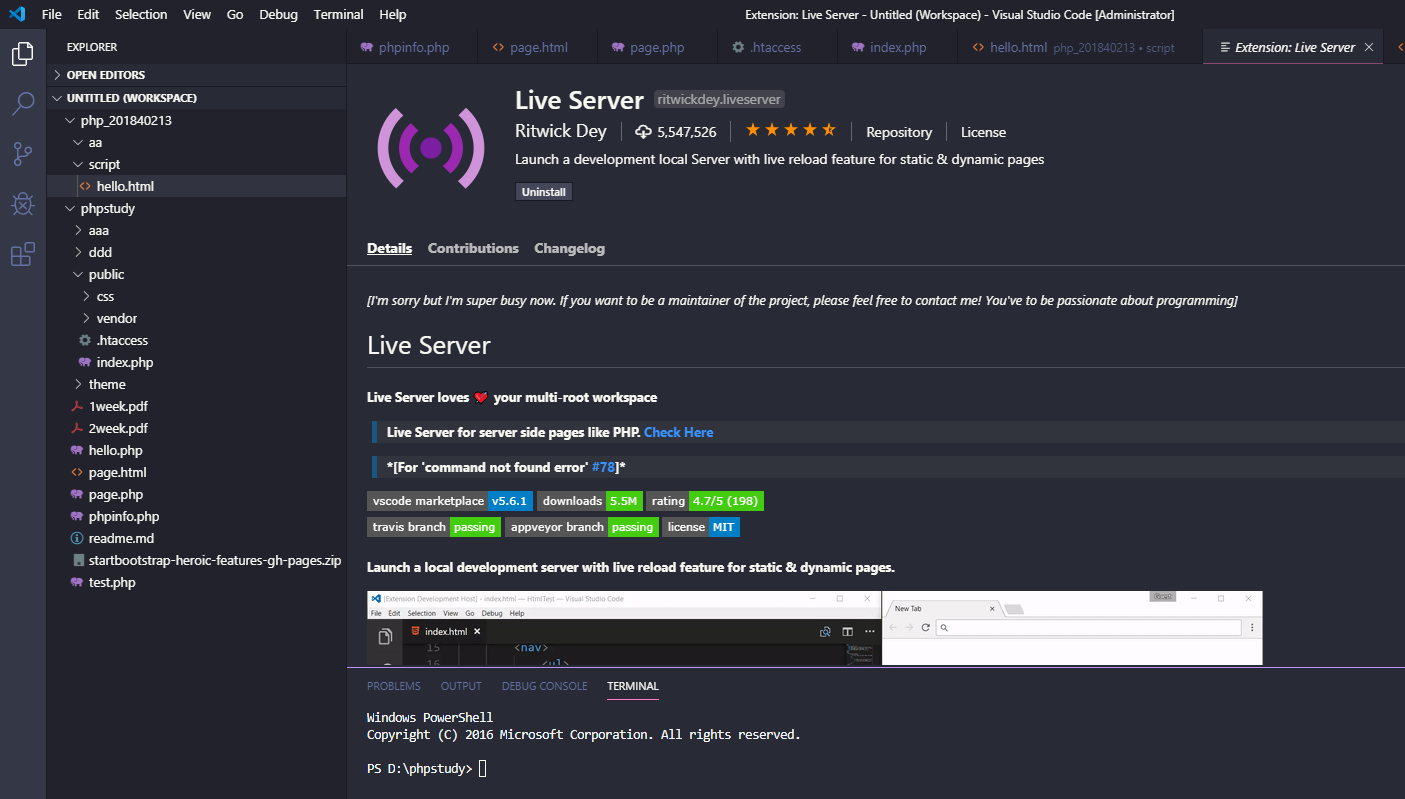 File Edit Selection View Go Debug Terminal Help Extension: Live Server - Untitled (Workspace) - Visual Studio Code [Administrator]
EXPLORER
OPEN EDITORS
UNTITLED (WORKSPACE)
php_201840213
aa
script
hello.html
phpstudy
aaa
ddd
public
css
vendor
.htaccess
index.php
theme
1week.pdf
2week.pdf
hello.php
page.html
page.php
phpinfo.php
readme.md
startbootstrap-heroic-features-gh-pages.zip
test.php
phpinfo.php page.html page.php .htaccess index.php hello.html php_201840213 • script Extension: Live Server
Live Server ritwickdey.liveserver
Ritwick Dey 5,547,526 Repository License
Launch a development local Server with live reload feature for static & dynamic pages
Uninstall
Details Contributions Changelog
[I'm sorry but I'm super busy now. If you want to be a maintainer of the project, please feel free to contact me! You've to be passionate about programming]
Live Server
Live Server loves 💘 your multi-root workspace
Live Server for server side pages like PHP. Check Here
*[For 'command not found error' #78]*
vscode marketplace v5.6.1 downloads 5.5M rating 4.7/5 (198)
travis branch passing appveyor branch passing license MIT
Launch a local development server with live reload feature for static & dynamic pages.
[Extension Development Host] - index.html — HtmlTest — Visual Studio Code
File Edit Selection View Go Debug Help
index.html
15 <nav>
16 <ul>
Guest
New Tab
PROBLEMS OUTPUT DEBUG CONSOLE TERMINAL
Windows PowerShell
Copyright (C) 2016 Microsoft Corporation. All rights reserved.
PS D:\phpstudy>